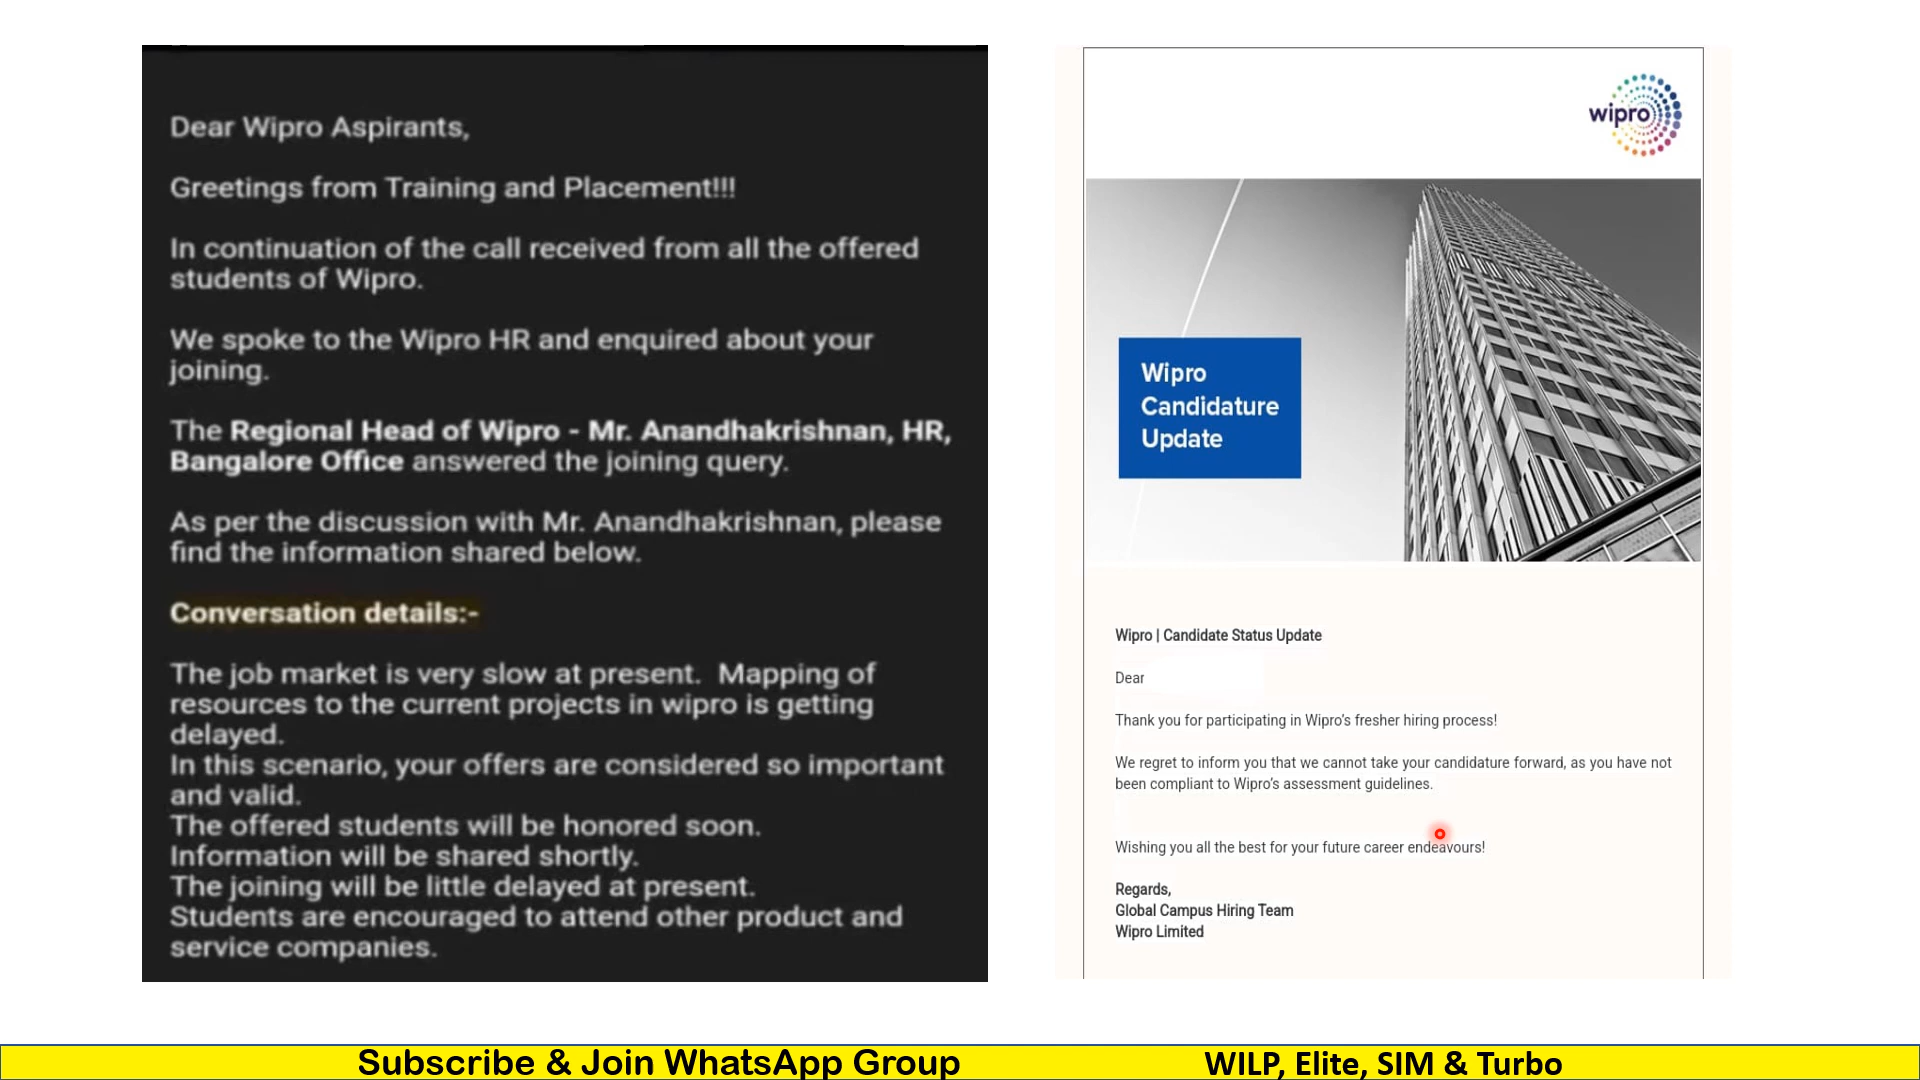 Dear Wipro Aspirants,
Greetings from Training and Placement!!!
In continuation of the call received from all the offered
students of Wipro.
We spoke to the Wipro HR and enquired about your
joining.
The Regional Head of Wipro - Mr. Anandhakrishnan, HR,
Bangalore Office answered the joining query.
As per the discussion with Mr. Anandhakrishnan, please
find the information shared below.
Conversation details:-
The job market is very slow at present.  Mapping of
resources to the current projects in wipro is getting
delayed.
In this scenario, your offers are considered so important
and valid.
The offered students will be honored soon.
Information will be shared shortly.
The joining will be little delayed at present.
Students are encouraged to attend other product and
service companies.
wipro
Wipro
Candidature
Update
Wipro | Candidate Status Update
Dear
Thank you for participating in Wipro's fresher hiring process!
We regret to inform you that we cannot take your candidature forward, as you have not
been compliant to Wipro's assessment guidelines.
Wishing you all the best for your future career endeavours!
Regards,
Global Campus Hiring Team
Wipro Limited
Subscribe & Join WhatsApp Group
WILP, Elite, SIM & Turbo